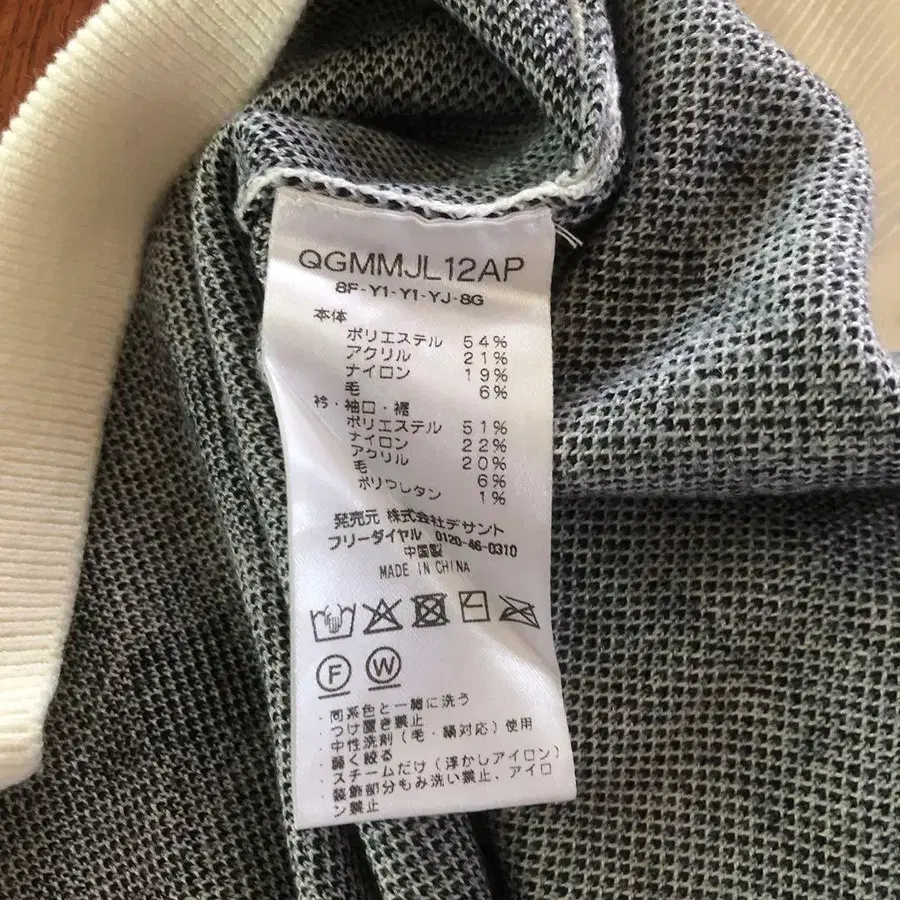 QGMMJL12AP
8F-Y1-Y1-YJ-8G
本体
ポリエステル 54%
アクリル 21%
ナイロン 19%
毛 6%
衿・袖口・裾
ポリエステル 51%
ナイロン 22%
アクリル 20%
毛 6%
ポリウレタン 1%
発売元 株式会社デサント
フリーダイヤル 0120-46-0310
中国製
MADE IN CHINA
F W
・同系色と一緒に洗う
・つけ置き禁止
・中性洗剤(毛・絹対応)使用
・弱く絞る
・スチームだけ(浮かしアイロン)
・装飾部分もみ洗い禁止、アイロ
ン禁止